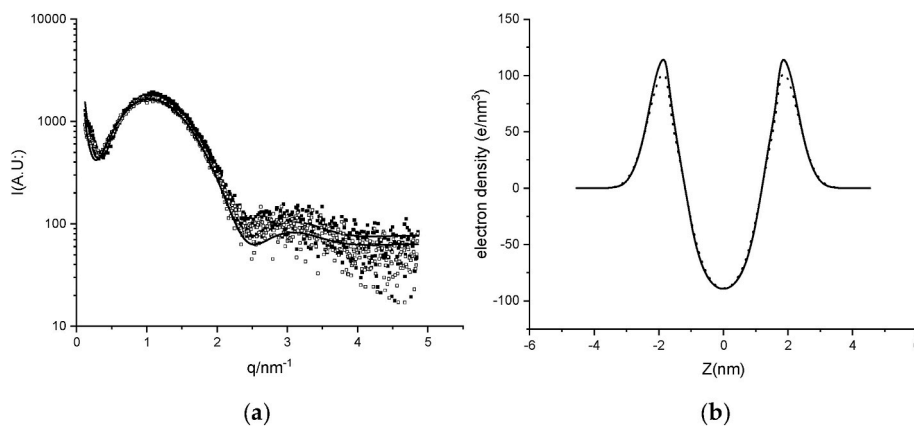 10000
1000
100
10
I(A.U:)
0 1 2 3 4 5
q/nm⁻¹
(a)
150
100
50
0
-50
-100
electron density (e/nm³)
-6 -4 -2 0 2 4 6
Z(nm)
(b)